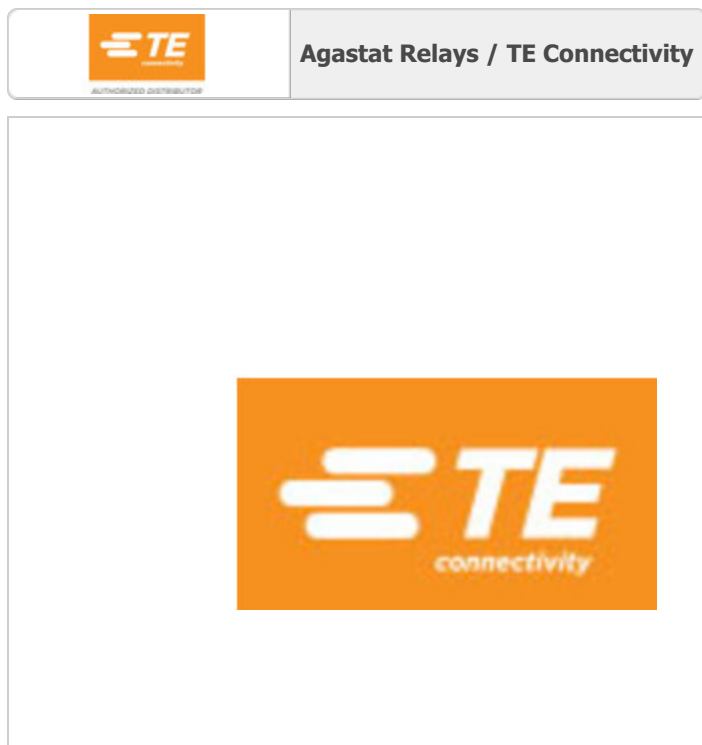 TE
connectivity
AUTHORIZED DISTRIBUTOR
Agastat Relays / TE Connectivity
TE
connectivity